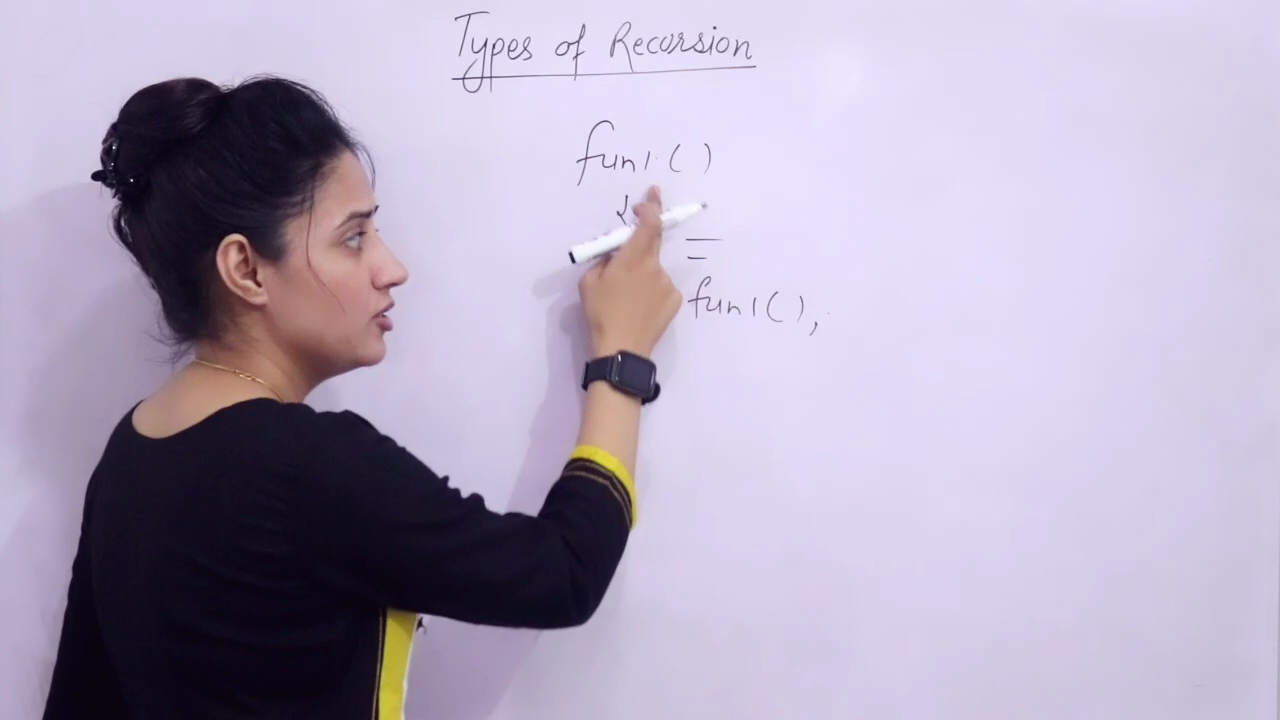 Types of Recursion
fun1()
{
=
fun1();